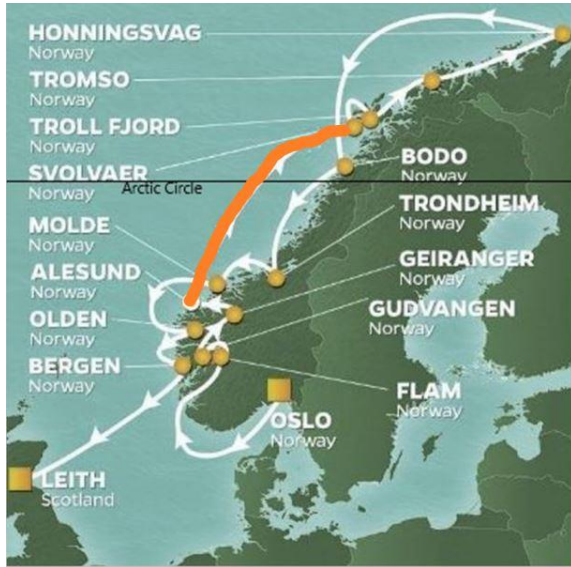 HONNINGSVAG
Norway
TROMSO
Norway
TROLL FJORD
Norway
SVOLVAER
Norway
Arctic Circle
BODO
Norway
MOLDE
Norway
TRONDHEIM
Norway
ALESUND
Norway
GEIRANGER
Norway
OLDEN
Norway
GUDVANGEN
Norway
BERGEN
Norway
FLAM
Norway
OSLO
Norway
LEITH
Scotland